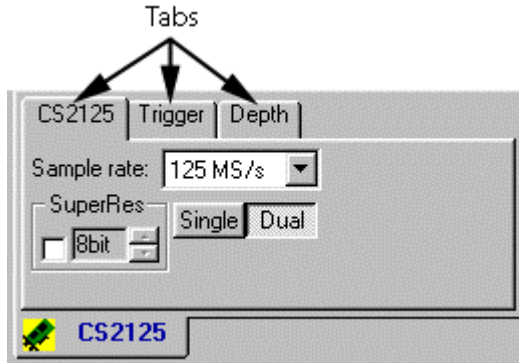 Tabs
CS2125 Trigger Depth
Sample rate: 125 MS/s
SuperRes
8bit Single Dual
CS2125